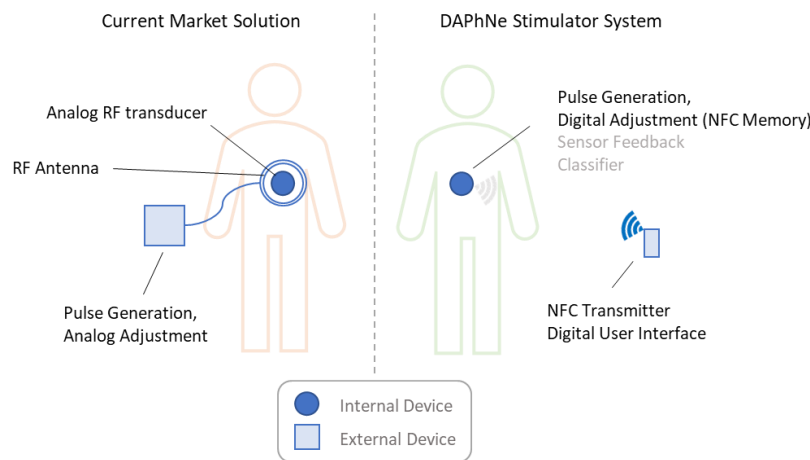 Current Market Solution
DAPhNe Stimulator System
Analog RF transducer
RF Antenna
Pulse Generation,
Analog Adjustment
Pulse Generation,
Digital Adjustment (NFC Memory)
Sensor Feedback
Classifier
NFC Transmitter
Digital User Interface
Internal Device
External Device